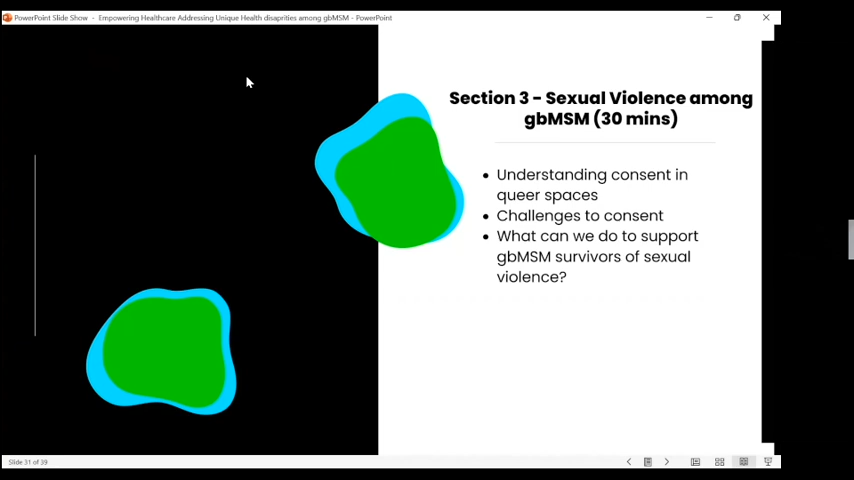 PowerPoint Slide Show - Empowering Healthcare Addressing Unique Health disaprities among gbMSM - PowerPoint
Section 3 - Sexual Violence among
gbMSM (30 mins)
• Understanding consent in
queer spaces
• Challenges to consent
• What can we do to support
gbMSM survivors of sexual
violence?
Slide 31 of 39